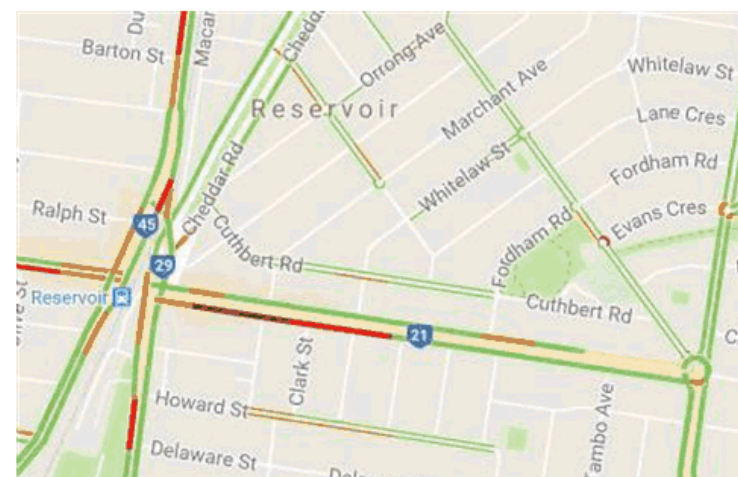 Du
Macar
Barton St
Chedda
Orrong Ave
Whitelaw St
Reservoir
Marchant Ave
Lane Cres
Whitelaw St
Fordham Rd
Cheddar Rd
Ralph St
45
Evans Cres
Fordham Rd
Cuthbert Rd
29
Reservoir
Cuthbert Rd
21
C
Clark St
Howard St
Delaware St